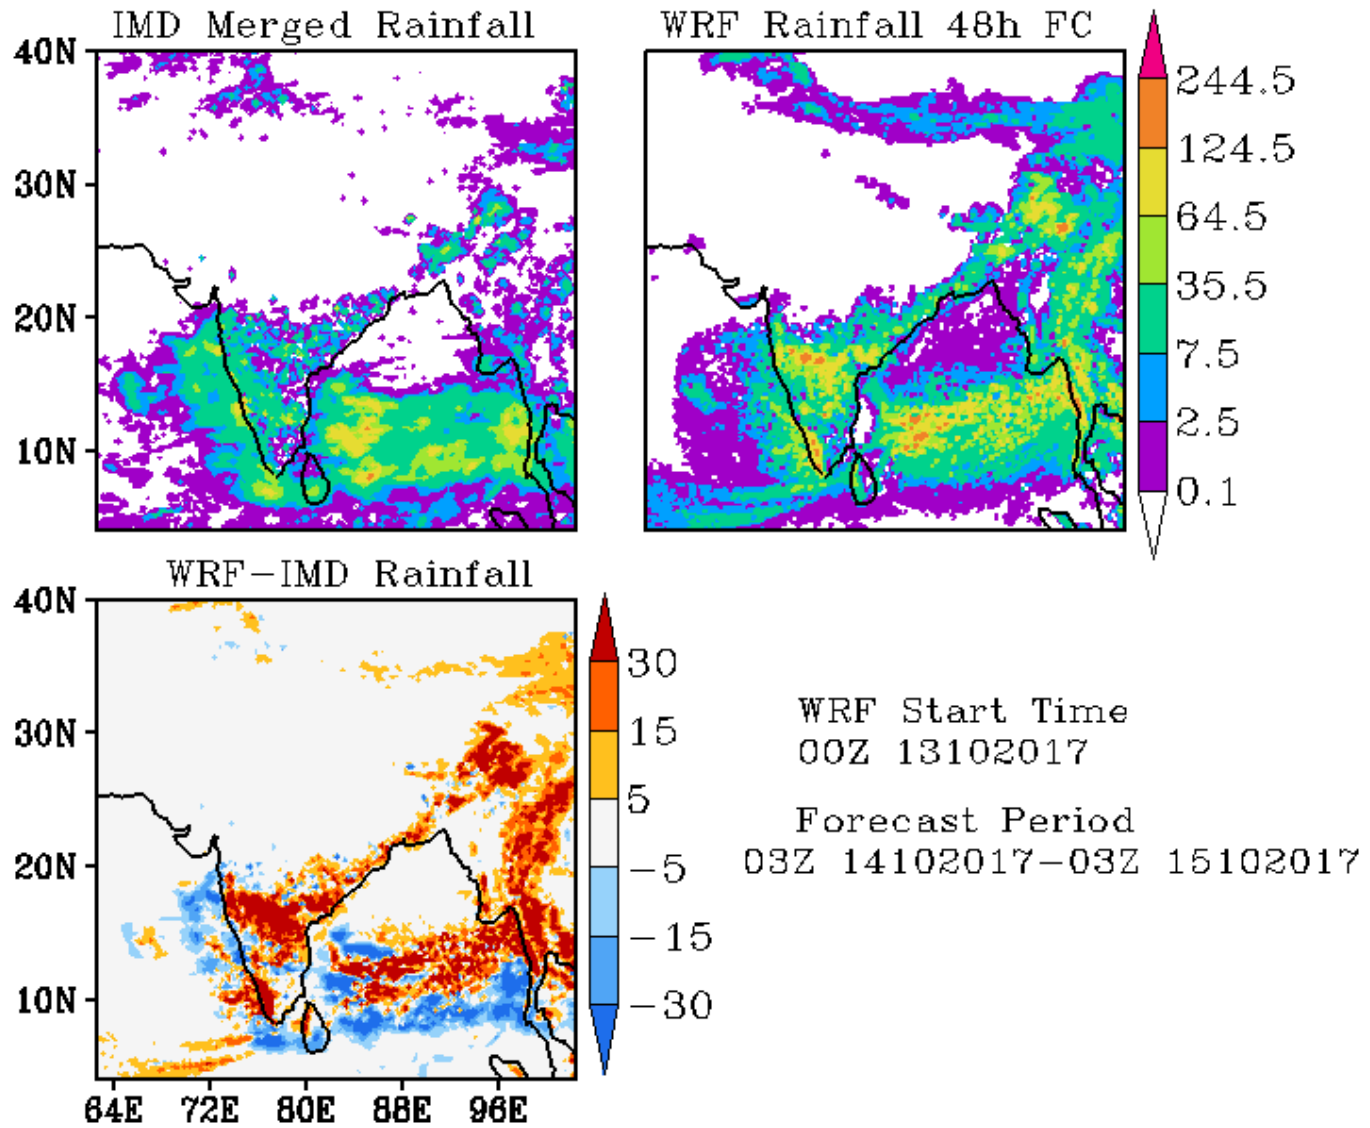 IMD Merged Rainfall
WRF Rainfall 48h FC
40N
30N
20N
10N
244.5
124.5
64.5
35.5
7.5
2.5
0.1
WRF-IMD Rainfall
40N
30N
20N
10N
64E 72E 80E 88E 96E
30
15
5
-5
-15
-30
WRF Start Time
00Z 13102017
Forecast Period
03Z 14102017-03Z 15102017